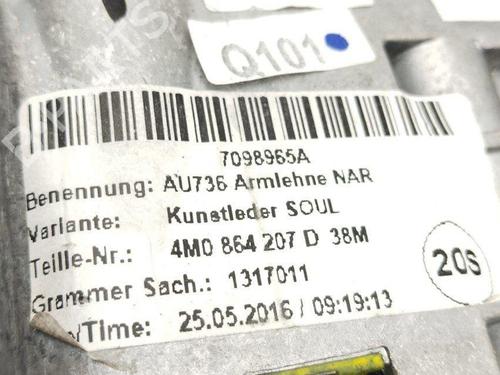 Q101
7098965A
Benennung: AU736 Armlehne NAR
Variante: Kunstleder SOUL
Teille-Nr.: 4M0 864 207 D 38M
Grammer Sach.: 1317011
/Time: 25.05.2016 / 09:19:13
20S